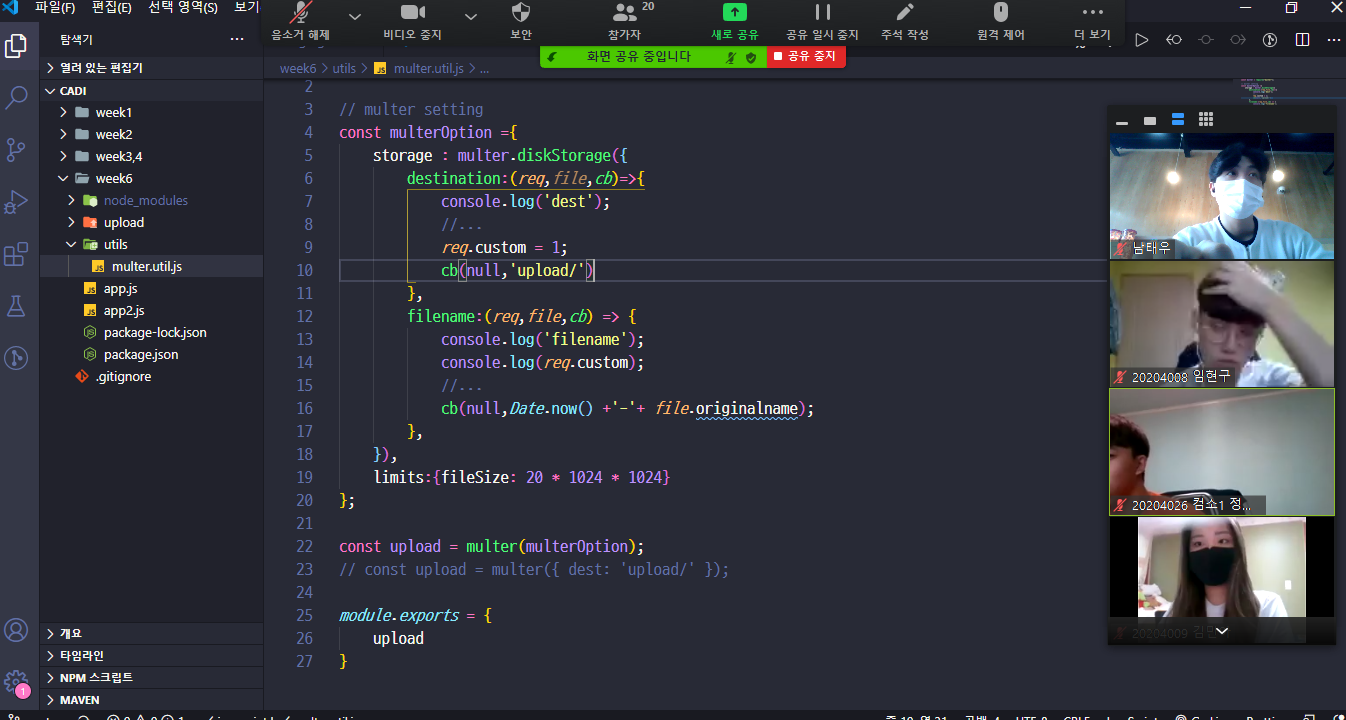 파일(F) 편집(E) 선택 영역(S) 보기
음소거 해제 비디오 중지 보안 참가자 20 새로 공유 공유 일시 중지 주석 작성 원격 제어 더 보기
화면 공유 중입니다 공유 중지
탐색기
열려 있는 편집기
CADI
week1
week2
week3,4
week6
node_modules
upload
utils
multer.util.js
app.js
app2.js
package-lock.json
package.json
.gitignore
개요
타임라인
NPM 스크립트
MAVEN
1
week6 > utils > multer.util.js > ...
2
3 // multer setting
4 const multerOption ={
5 storage : multer.diskStorage({
6 destination:(req,file,cb)=>{
7 console.log('dest');
8 //...
9 req.custom = 1;
10 cb(null,'upload/')
11 },
12 filename:(req,file,cb) => {
13 console.log('filename');
14 console.log(req.custom);
15 //...
16 cb(null,Date.now() +'-'+ file.originalname);
17 },
18 }),
19 limits:{fileSize: 20 * 1024 * 1024}
20 };
21
22 const upload = multer(multerOption);
23 // const upload = multer({ dest: 'upload/' });
24
25 module.exports = {
26 upload
27 }
남태우
20204008 임현구
20204026 컴소1 정...
20204009